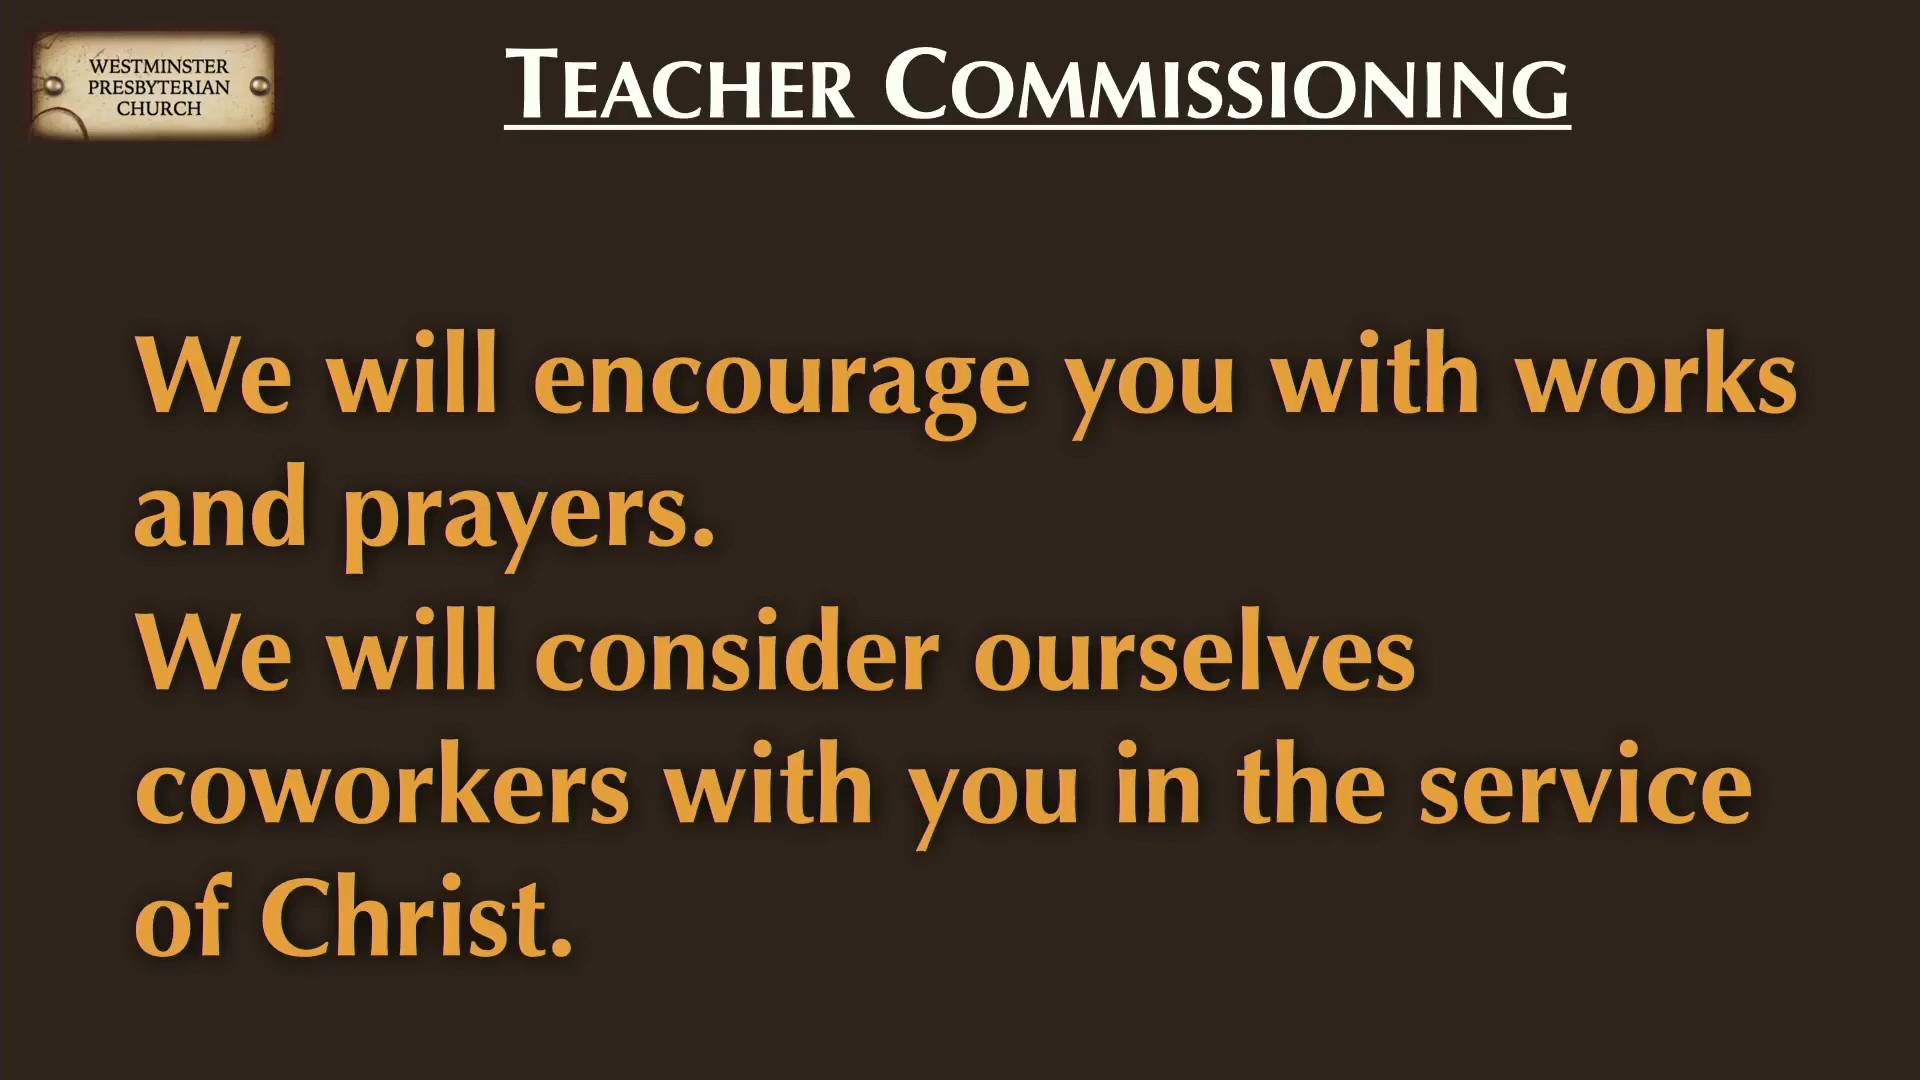 WESTMINSTER
PRESBYTERIAN
CHURCH
TEACHER COMMISSIONING
We will encourage you with works
and prayers.
We will consider ourselves
coworkers with you in the service
of Christ.